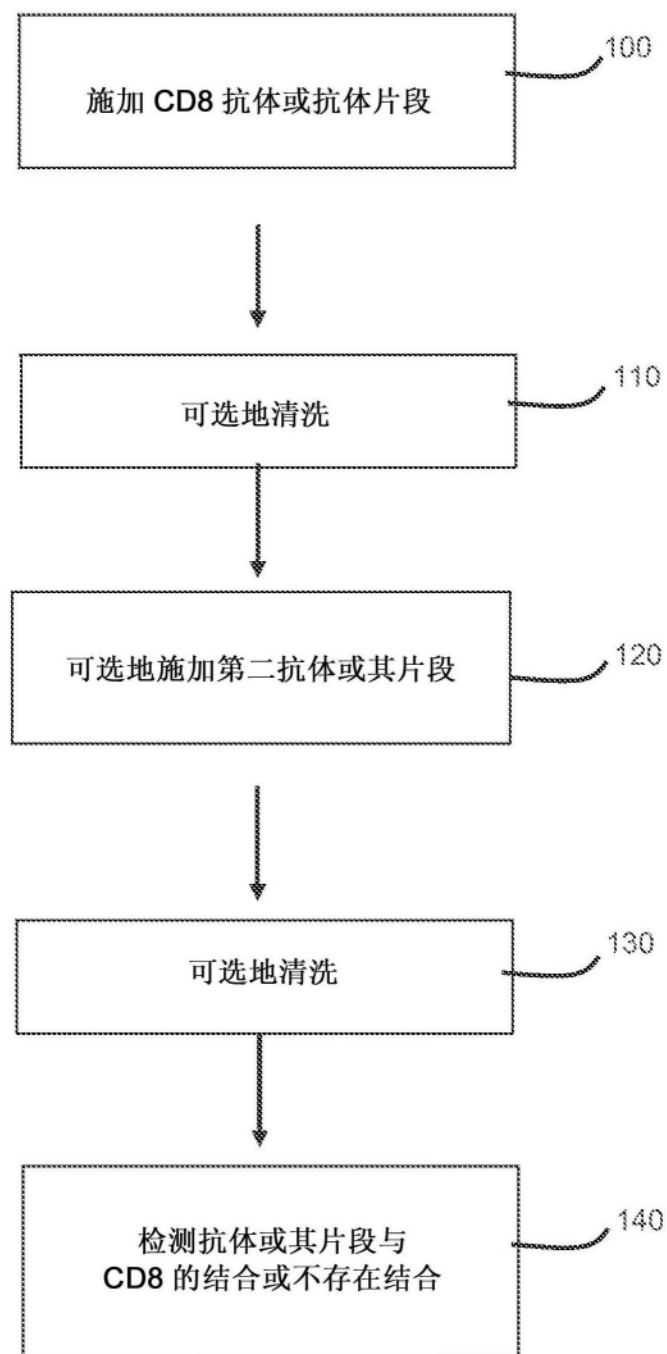 100
施加 CD8 抗体或抗体片段
110
可选地清洗
120
可选地施加第二抗体或其片段
130
可选地清洗
140
检测抗体或其片段与
CD8 的结合或不存在结合